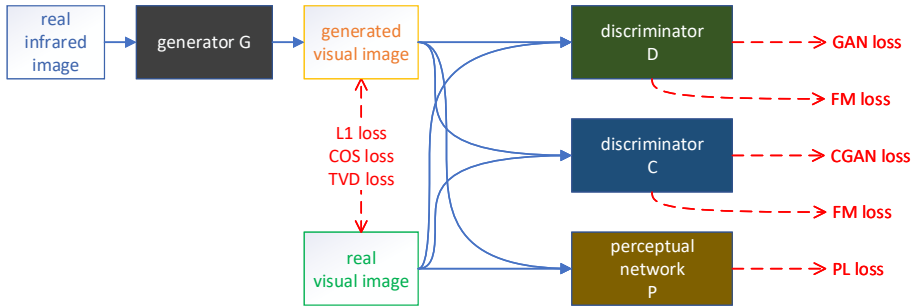 real
infrared
image
generator G
generated
visual image
discriminator
D
GAN loss
FM loss
L1 loss
COS loss
TVD loss
discriminator
C
CGAN loss
FM loss
real
visual image
perceptual
network
P
PL loss